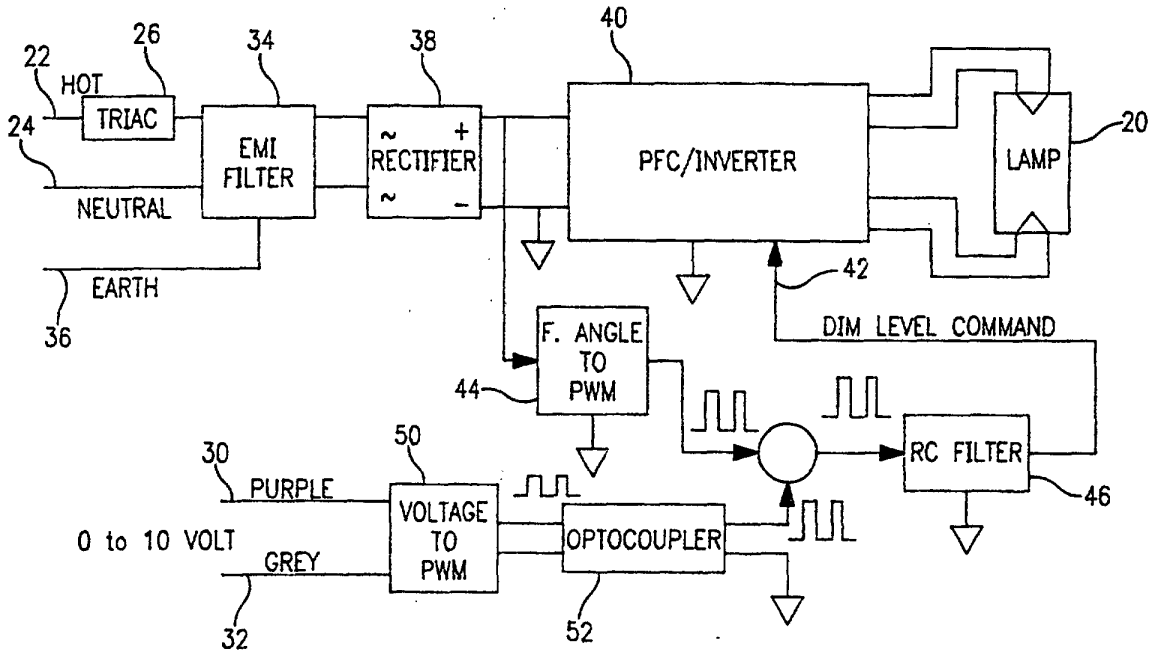 22
HOT
26
TRIAC
24
NEUTRAL
EARTH
36
34
EMI
FILTER
38
~
+
RECTIFIER
~
-
40
PFC/INVERTER
20
LAMP
42
DIM LEVEL COMMAND
F. ANGLE
TO
PWM
44
RC FILTER
46
30
PURPLE
0 to 10 VOLT
GREY
32
50
VOLTAGE
TO
PWM
OPTOCOUPLER
52